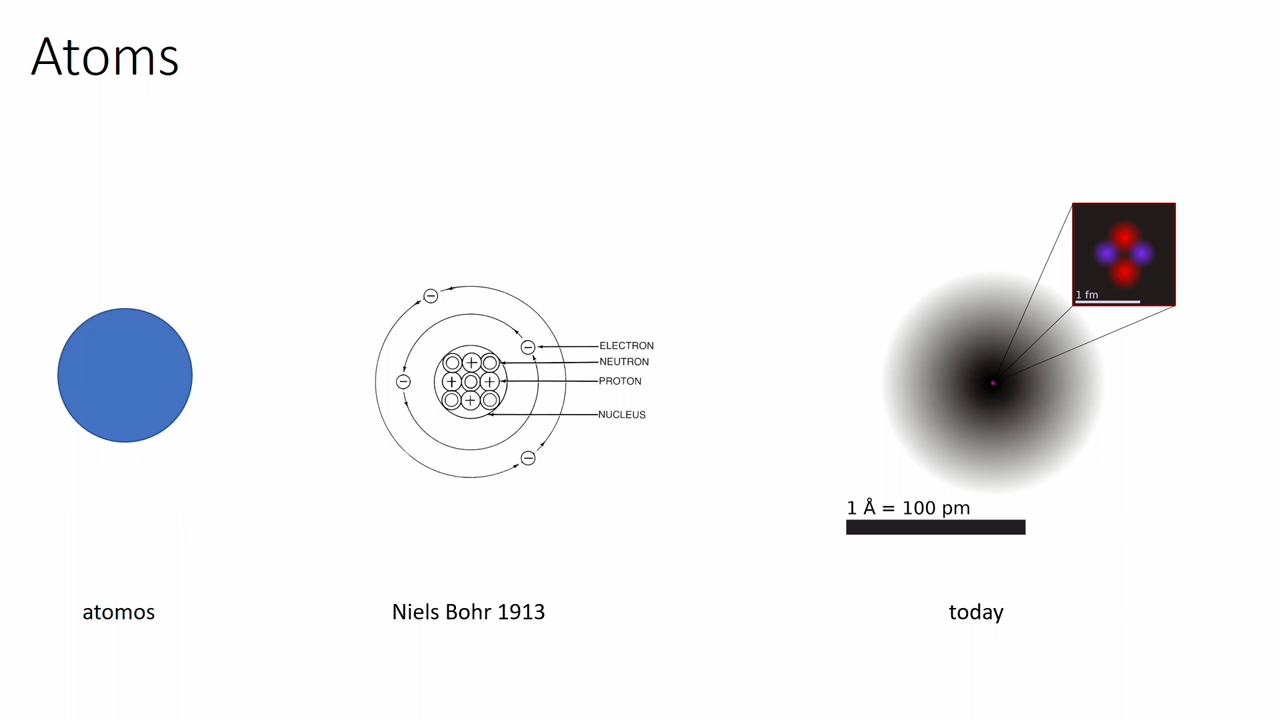 Atoms
ELECTRON
NEUTRON
PROTON
NUCLEUS
1 fm
1 Å = 100 pm
atomos
Niels Bohr 1913
today